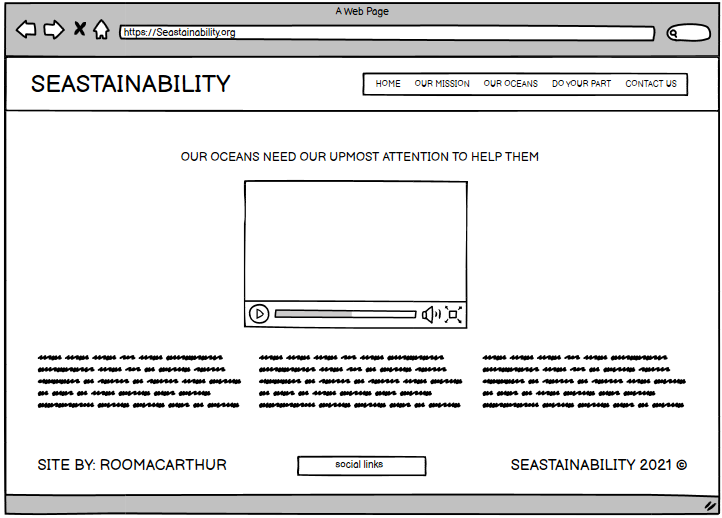 A Web Page
https://Seastainability.org
SEASTAINABILITY
HOME OUR MISSION OUR OCEANS DO YOUR PART CONTACT US
OUR OCEANS NEED OUR UPMOST ATTENTION TO HELP THEM
SITE BY: ROOMACARTHUR
social links
SEASTAINABILITY 2021 ©